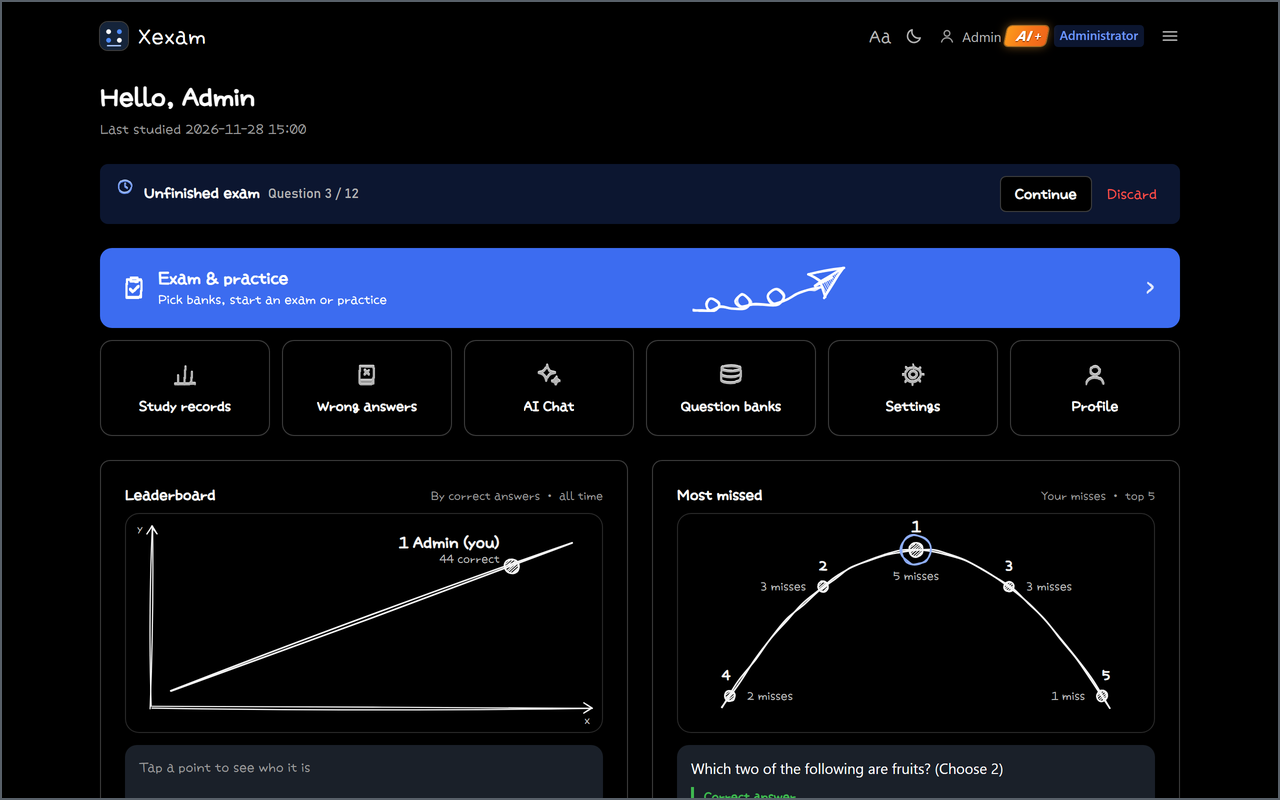 Xexam
Aa
Admin
AI+
Administrator
Hello, Admin
Last studied 2026-11-28 15:00
Unfinished exam Question 3 / 12
Continue
Discard
Exam & practice
Pick banks, start an exam or practice
Study records
Wrong answers
AI Chat
Question banks
Settings
Profile
Leaderboard
By correct answers • all time
y
1 Admin (you)
44 correct
x
Tap a point to see who it is
Most missed
Your misses • top 5
1
5 misses
2
3 misses
3
3 misses
4
2 misses
5
1 miss
Which two of the following are fruits? (Choose 2)
Correct answer